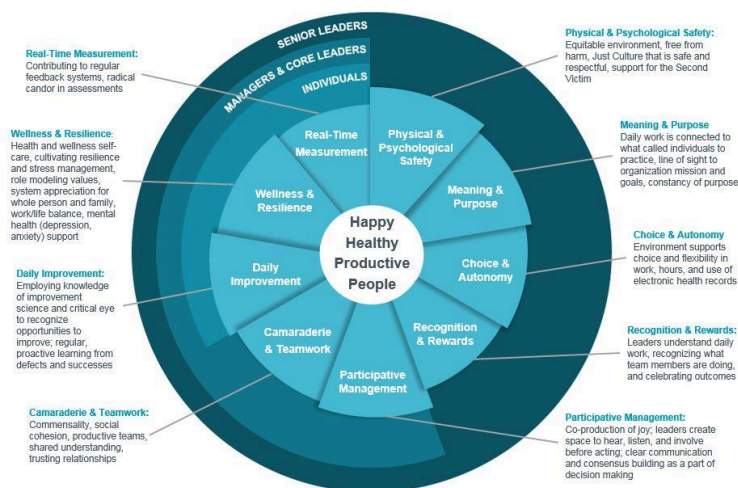 SENIOR LEADERS
MANAGERS & CORE LEADERS
INDIVIDUALS
Real-Time Measurement:
Contributing to regular
feedback systems, radical
candor in assessments
Wellness & Resilience:
Health and wellness self-
care, cultivating resilience
and stress management,
role modeling values,
system appreciation for
whole person and family,
work/life balance, mental
health (depression,
anxiety) support
Daily Improvement:
Employing knowledge
of improvement
science and critical eye
to recognize
opportunities to
improve; regular,
proactive learning from
defects and successes
Camaraderie & Teamwork:
Commensality, social
cohesion, productive teams,
shared understanding,
trusting relationships
Real-Time
Measurement
Physical &
Psychological
Safety
Wellness &
Resilience
Meaning &
Purpose
Happy
Healthy
Productive
People
Daily
Improvement
Choice &
Autonomy
Camaraderie
& Teamwork
Recognition
& Rewards
Participative
Management
Physical & Psychological Safety:
Equitable environment, free from
harm, Just Culture that is safe and
respectful, support for the Second
Victim
Meaning & Purpose
Daily work is connected to
what called individuals to
practice, line of sight to
organization mission and
goals, constancy of purpose
Choice & Autonomy
Environment supports
choice and flexibility in
work, hours, and use of
electronic health records
Recognition & Rewards:
Leaders understand daily
work, recognizing what
team members are doing,
and celebrating outcomes
Participative Management:
Co-production of joy; leaders create
space to hear, listen, and involve
before acting; clear communication
and consensus building as a part of
decision making